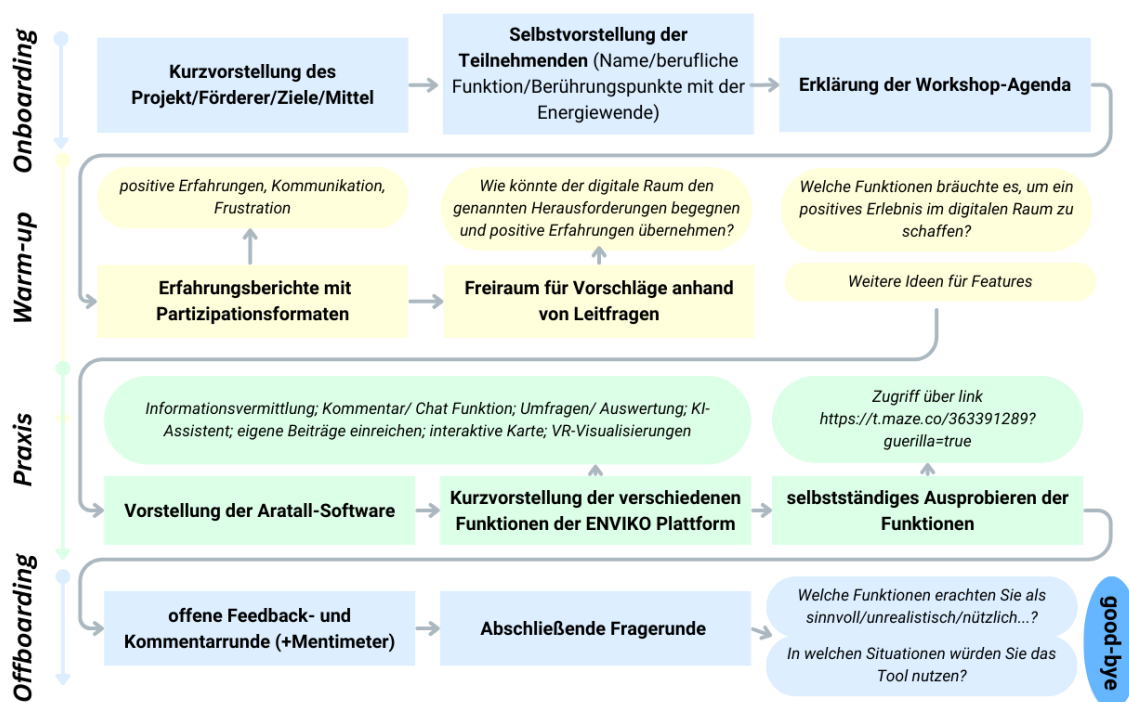 Onboarding
Kurzvorstellung des
Projekt/Förderer/Ziele/Mittel
Selbstvorstellung der
Teilnehmenden (Name/berufliche
Funktion/Berührungspunkte mit der
Energiewende)
Erklärung der Workshop-Agenda
Warm-up
positive Erfahrungen, Kommunikation,
Frustration
Wie könnte der digitale Raum den
genannten Herausforderungen begegnen
und positive Erfahrungen übernehmen?
Welche Funktionen bräuchte es, um ein
positives Erlebnis im digitalen Raum zu
schaffen?
Erfahrungsberichte mit
Partizipationsformaten
Freiraum für Vorschläge anhand
von Leitfragen
Weitere Ideen für Features
Praxis
Informationsvermittlung; Kommentar/ Chat Funktion; Umfragen/ Auswertung; KI-
Assistent; eigene Beiträge einreichen; interaktive Karte; VR-Visualisierungen
Zugriff über link
https://t.maze.co/363391289?
guerilla=true
Vorstellung der Aratall-Software
Kurzvorstellung der verschiedenen
Funktionen der ENVIKO Plattform
selbstständiges Ausprobieren der
Funktionen
Offboarding
offene Feedback- und
Kommentarrunde (+Mentimeter)
Abschließende Fragerunde
Welche Funktionen erachten Sie als
sinnvoll/unrealistisch/nützlich...?
In welchen Situationen würden Sie das
Tool nutzen?
good-bye